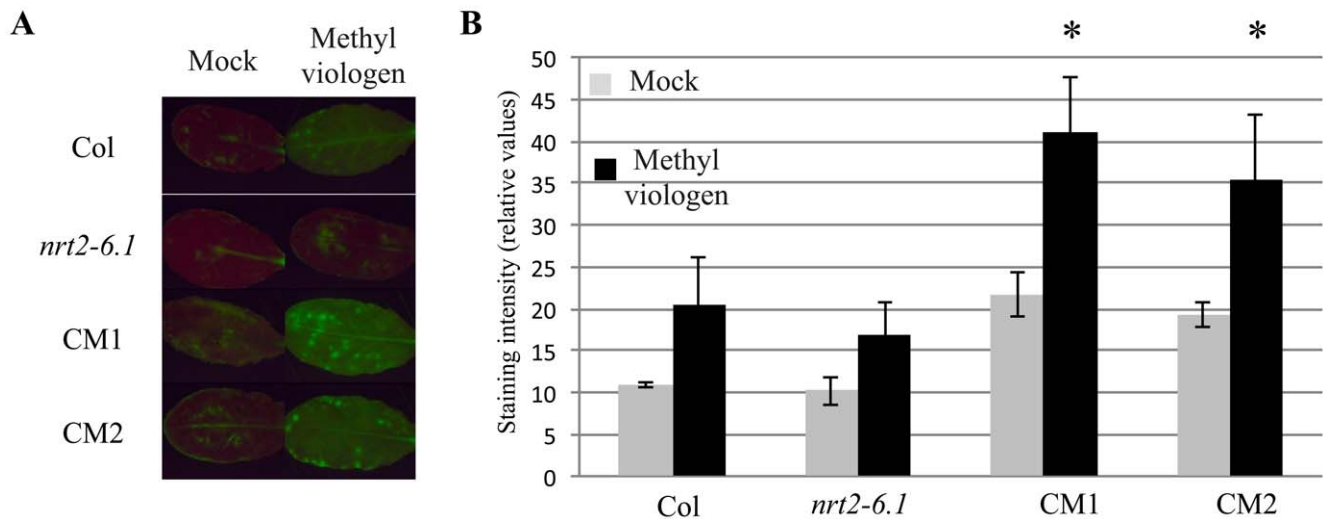 A
Mock
Methyl
viologen
Col
nrt2-6.1
CM1
CM2
B
* *
Staining intensity (relative values)
50
45
40
35
30
25
20
15
10
5
0
Mock
Methyl
viologen
Col nrt2-6.1 CM1 CM2